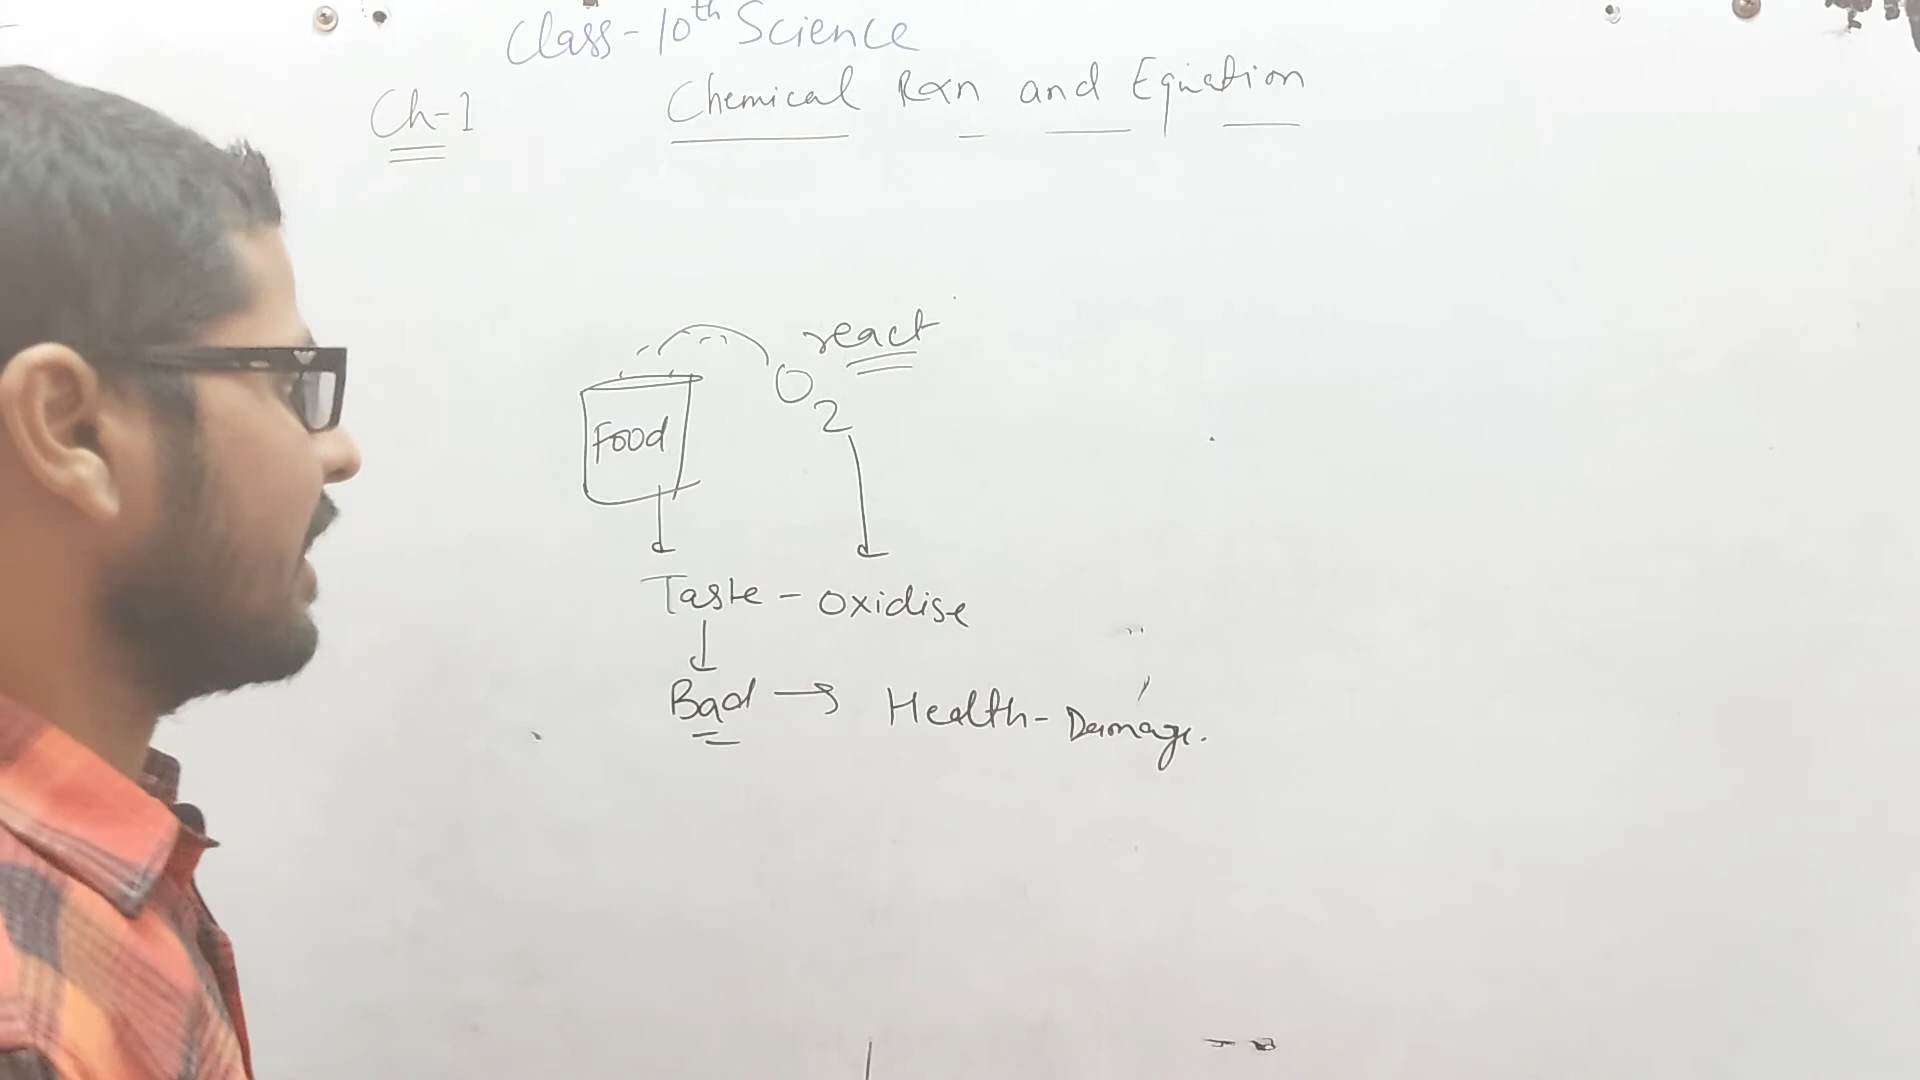 Class-10th Science
Ch-1 Chemical Rxn and Equation
react
O2
Food
Taste - oxidise
Bad → Health-Damage.